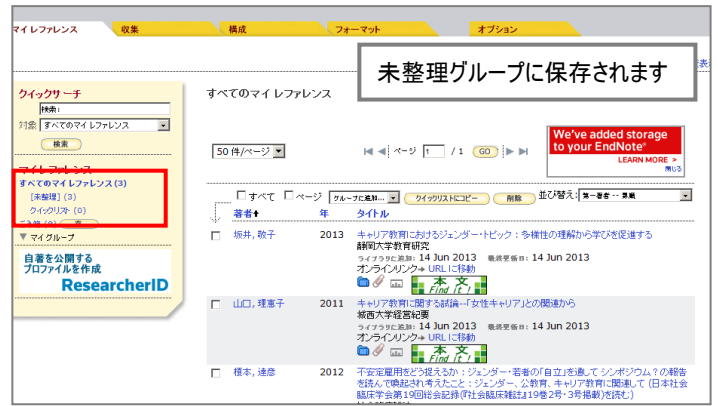 マイレファレンス 収集 構成 フォーマット オプション
未整理グループに保存されます
表
クイックサーチ
検索:
対象 すべてのマイレファレンス
検索
すべてのマイレファレンス
50 件/ページ ページ 1 / 1 GO
We've added storage
to your EndNote®
LEARN MORE >
閉じる
マイレファレンス
すべてのマイレファレンス (3)
[未整理] (3)
クイックリスト (0)
ごみ箱 (0) 空
▼ マイグループ
自著を公開する
プロファイルを作成
ResearcherID
すべて ページ グループに追加... クイックリストにコピー 削除 並び替え: 第一著者 -- 昇順
著者 年 タイトル
坂井, 敬子 2013 キャリア教育におけるジェンダー・トピック : 多様性の理解から学びを促進する
静岡大学教育研究
ライブラリに追加: 14 Jun 2013 最終更新日: 14 Jun 2013
オンラインリンク→ URL に移動
本文 Find it!
山口, 理恵子 2011 キャリア教育に関する試論--「女性キャリア」との関連から
城西大学経営紀要
ライブラリに追加: 14 Jun 2013 最終更新日: 14 Jun 2013
オンラインリンク→ URL に移動
本文 Find it!
榎本, 達彦 2012 不安定雇用をどう捉えるか : ジェンダー・若者の「自立」を通して シンポジウム?の報告
を読んで喚起され考えたこと : ジェンダー、公教育、キャリア教育に関連して (日本社会
臨床学会第19回総会記録(『社会臨床雑誌』19巻2号・3号掲載)を読む)